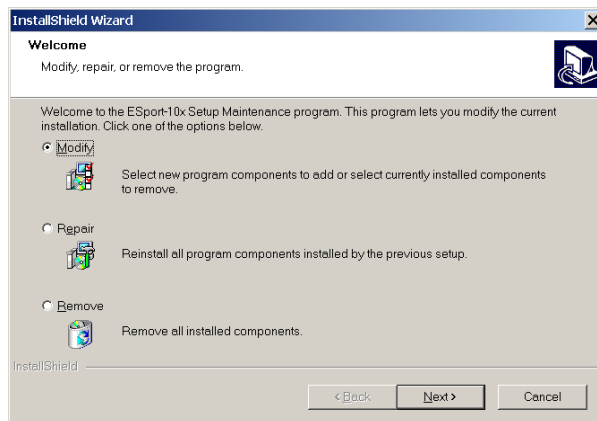 InstallShield Wizard
Welcome
Modify, repair, or remove the program.
Welcome to the ESport-10x Setup Maintenance program. This program lets you modify the current
installation. Click one of the options below.
Modify
Select new program components to add or select currently installed components
to remove.
Repair
Reinstall all program components installed by the previous setup.
Remove
Remove all installed components.
InstallShield
< Back Next > Cancel